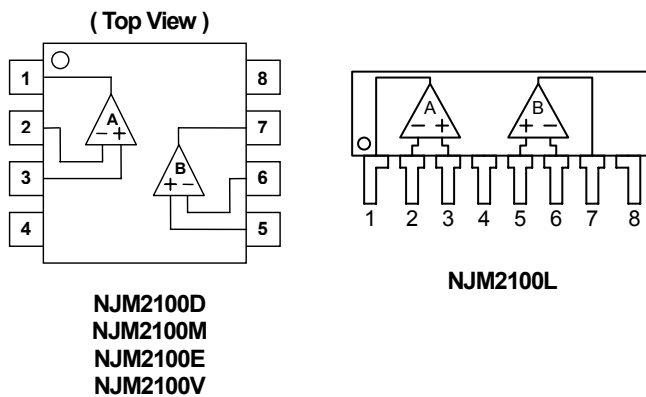 ( Top View )
1
8
A
- +
2
7
B
+ -
3
6
4
5
NJM2100D
NJM2100M
NJM2100E
NJM2100V
A
- +
B
+ -
1 2 3 4 5 6 7 8
NJM2100L